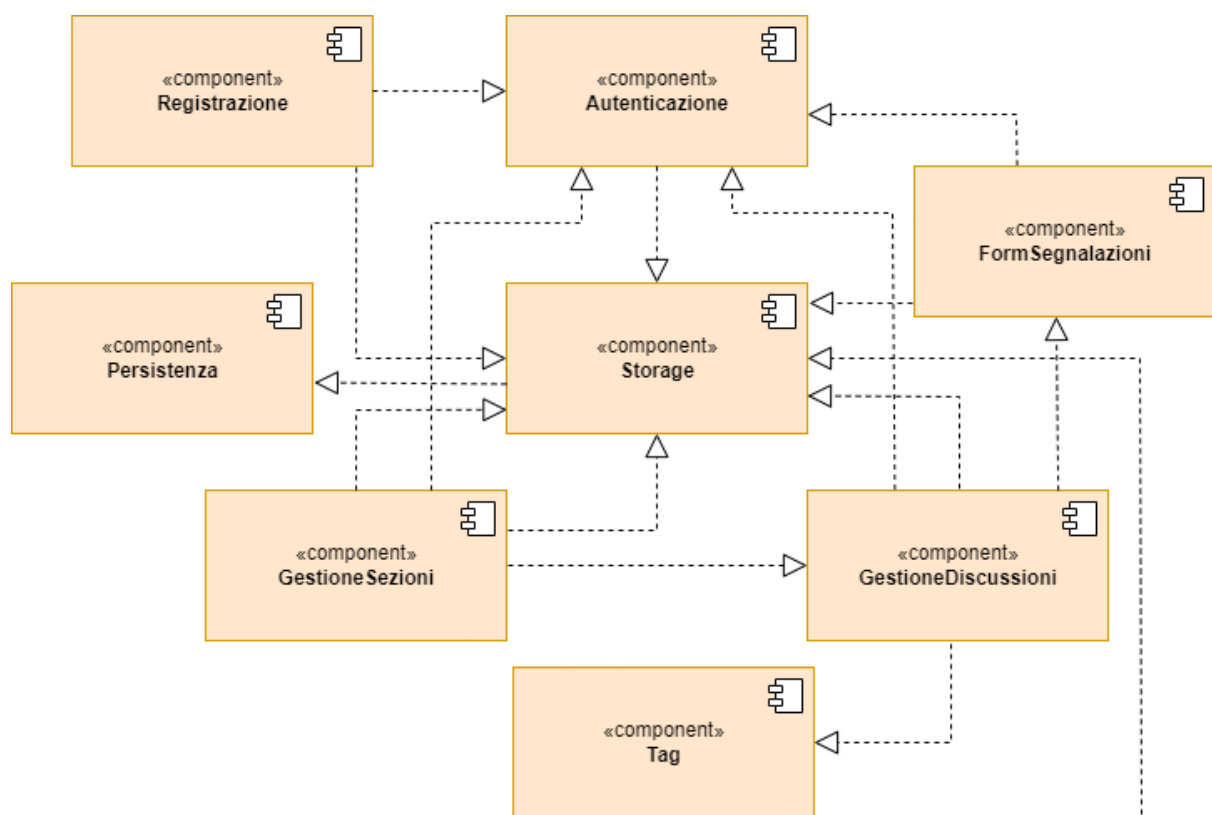 «component»
Registrazione
«component»
Autenticazione
«component»
FormSegnalazioni
«component»
Persistenza
«component»
Storage
«component»
GestioneSezioni
«component»
GestioneDiscussioni
«component»
Tag